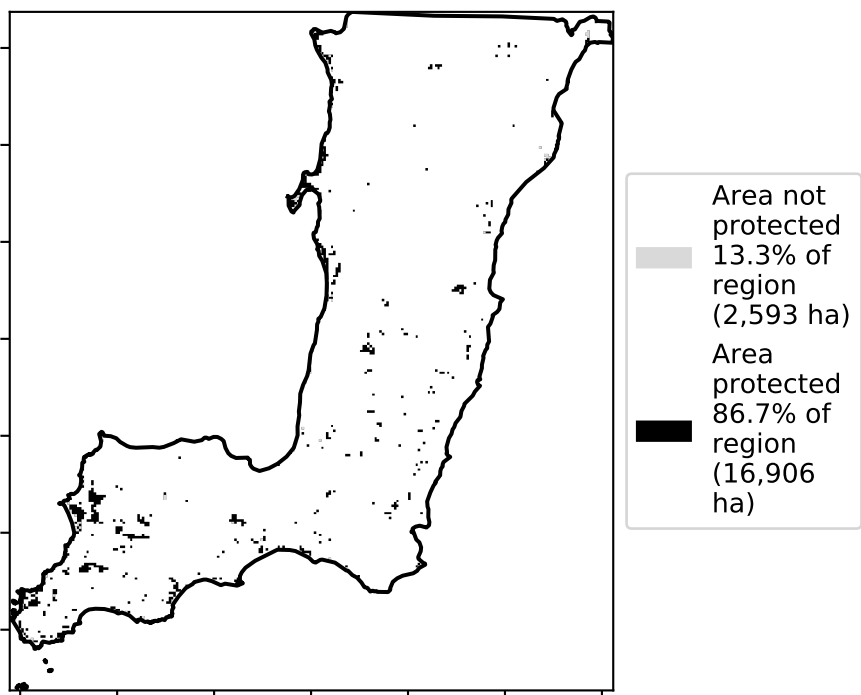 Area not
protected
13.3% of
region
(2,593 ha)
Area
protected
86.7% of
region
(16,906
ha)